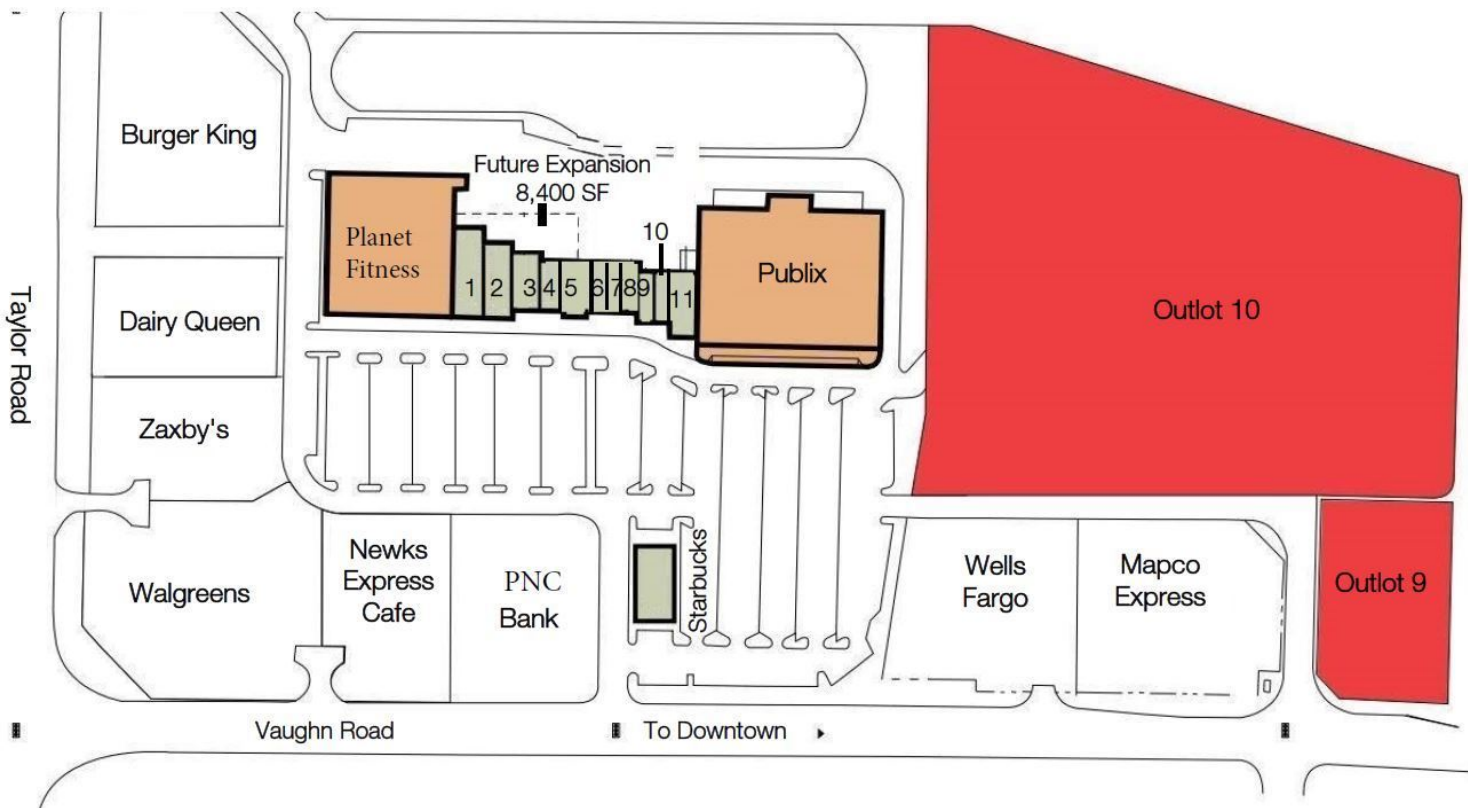 Burger King
Future Expansion
8,400 SF
10
Planet
Fitness
1
2
3
4
5
6
7
8
9
11
Publix
Outlot 10
Taylor Road
Dairy Queen
Zaxby's
Walgreens
Newks
Express
Cafe
PNC
Bank
Starbucks
Wells
Fargo
Mapco
Express
Outlot 9
Vaughn Road
To Downtown